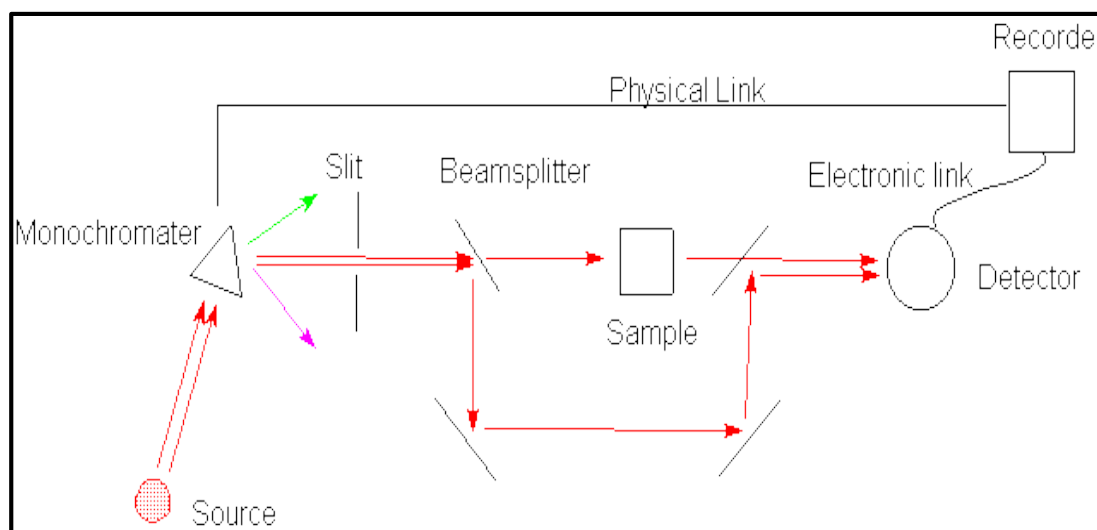 Recorde
Physical Link
Slit
Beamsplitter
Electronic link
Monochromater
Detector
Sample
Source